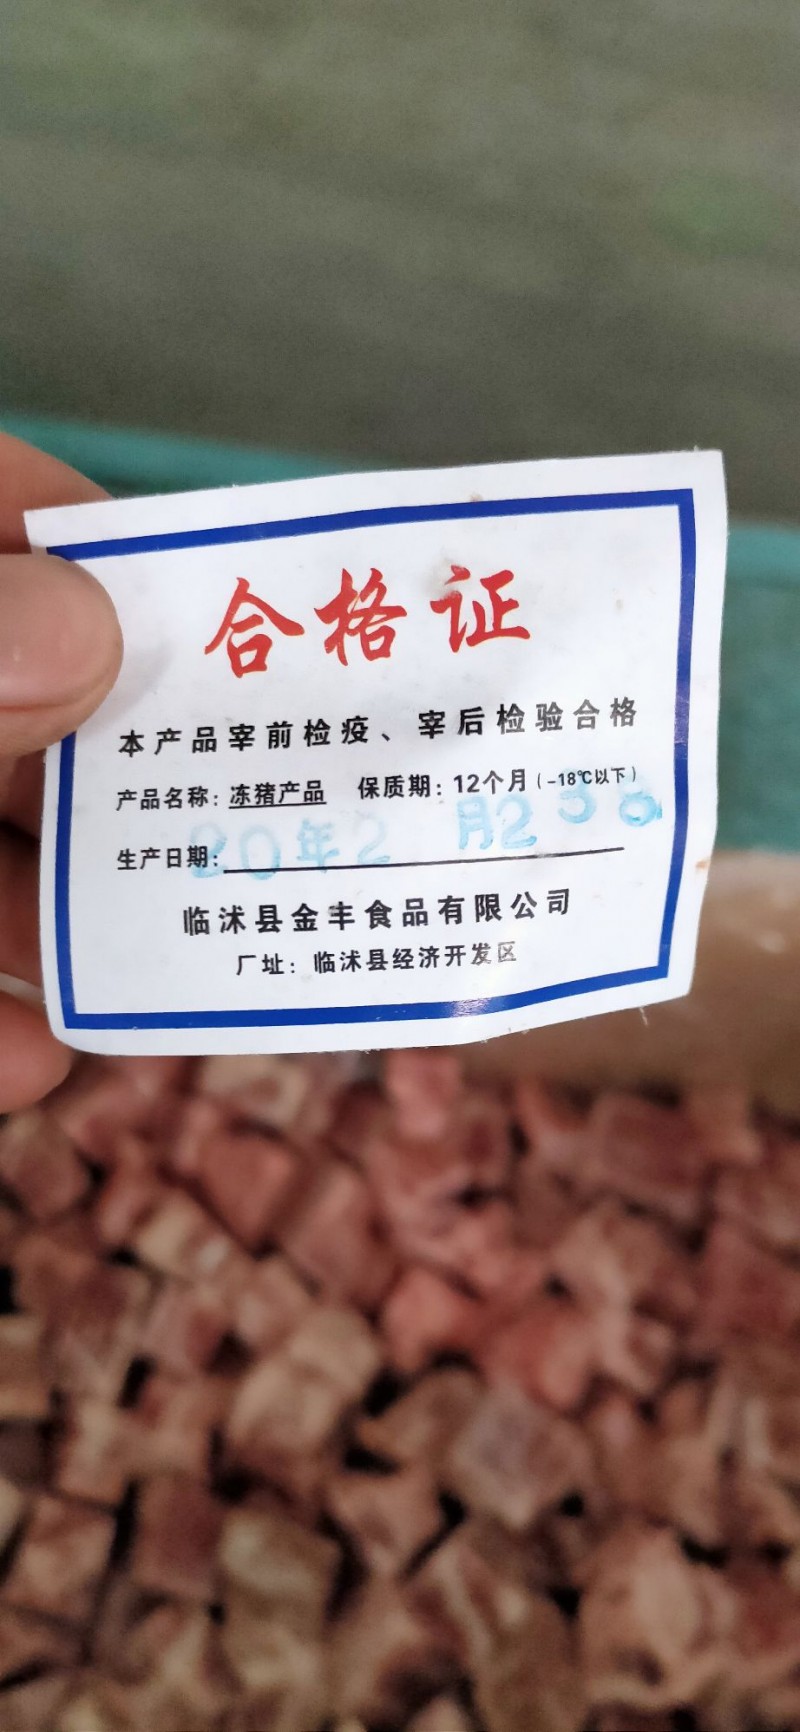 合格证
本产品宰前检疫、宰后检验合格
产品名称：冻猪产品 保质期：12个月（-18℃以下）
生产日期：20年2月23日
临沭县金丰食品有限公司
厂址：临沭县经济开发区